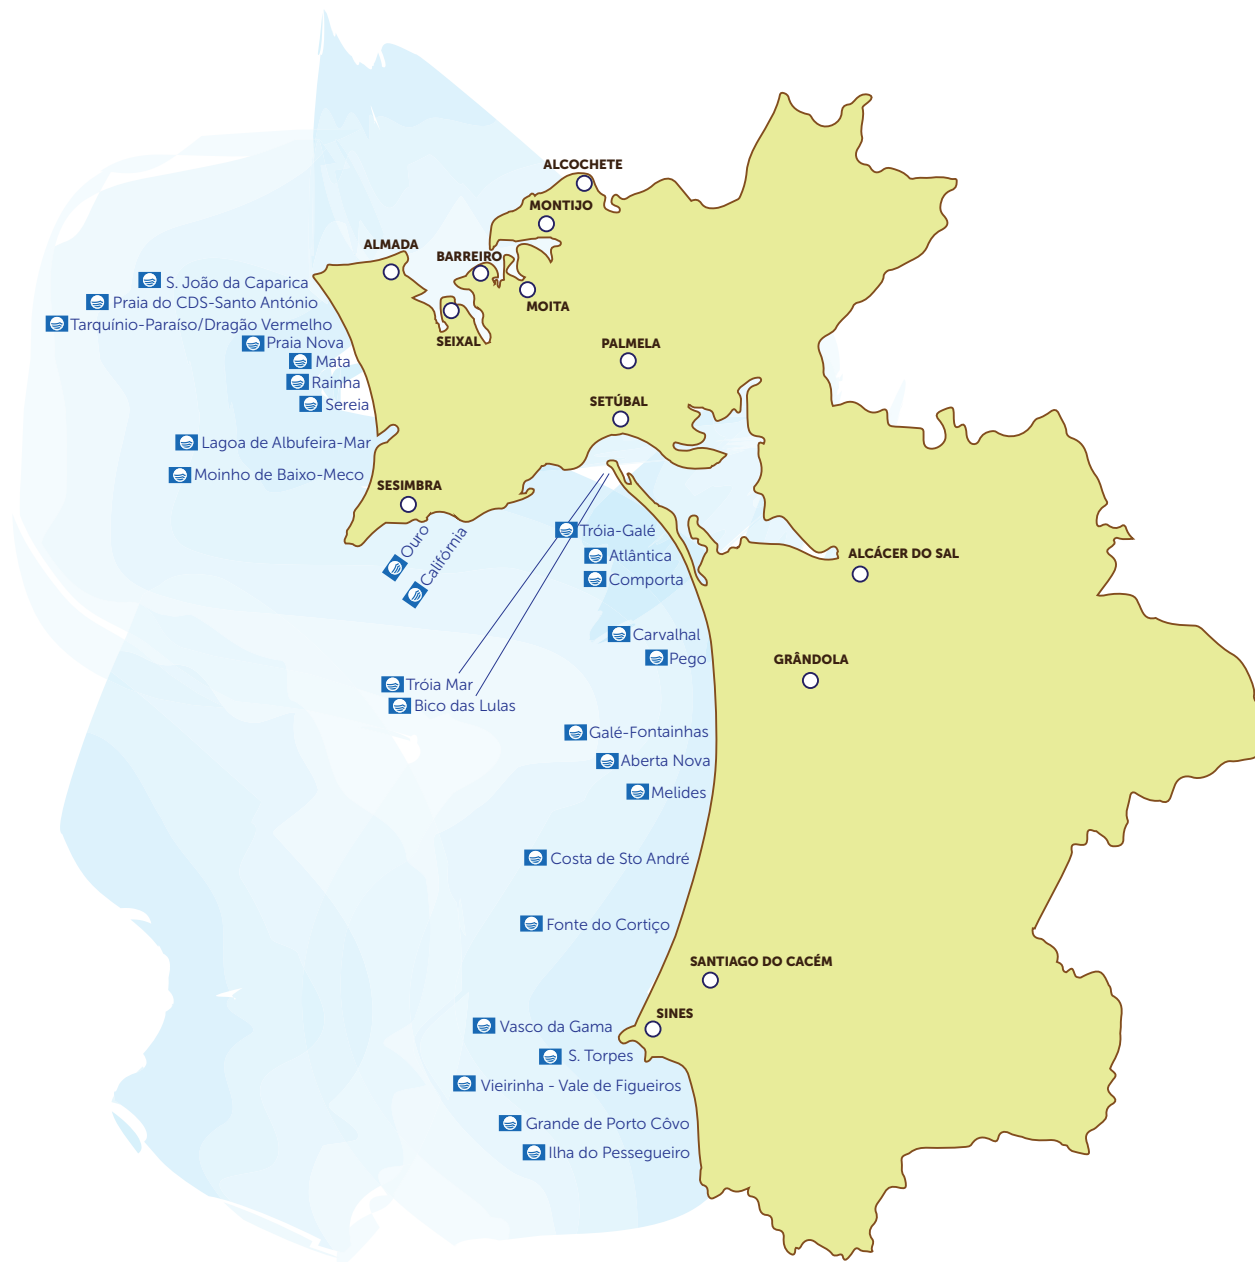 ALCOCHETE
MONTIJO
ALMADA
BARREIRO
S. João da Caparica
Praia do CDS-Santo António
MOITA
Tarquínio-Paraíso/Dragão Vermelho
SEIXAL
Praia Nova
PALMELA
Mata
Rainha
SETÚBAL
Sereia
Lagoa de Albufeira-Mar
Moinho de Baixo-Meco
SESIMBRA
Ouro
Califórnia
Tróia-Galé
Atlântica
ALCÁCER DO SAL
Comporta
Carvalhal
Pego
GRÂNDOLA
Tróia Mar
Bico das Lulas
Galé-Fontainhas
Aberta Nova
Melides
Costa de Sto André
Fonte do Cortiço
SANTIAGO DO CACÉM
SINES
Vasco da Gama
S. Torpes
Vieirinha - Vale de Figueiros
Grande de Porto Côvo
Ilha do Pessegueiro